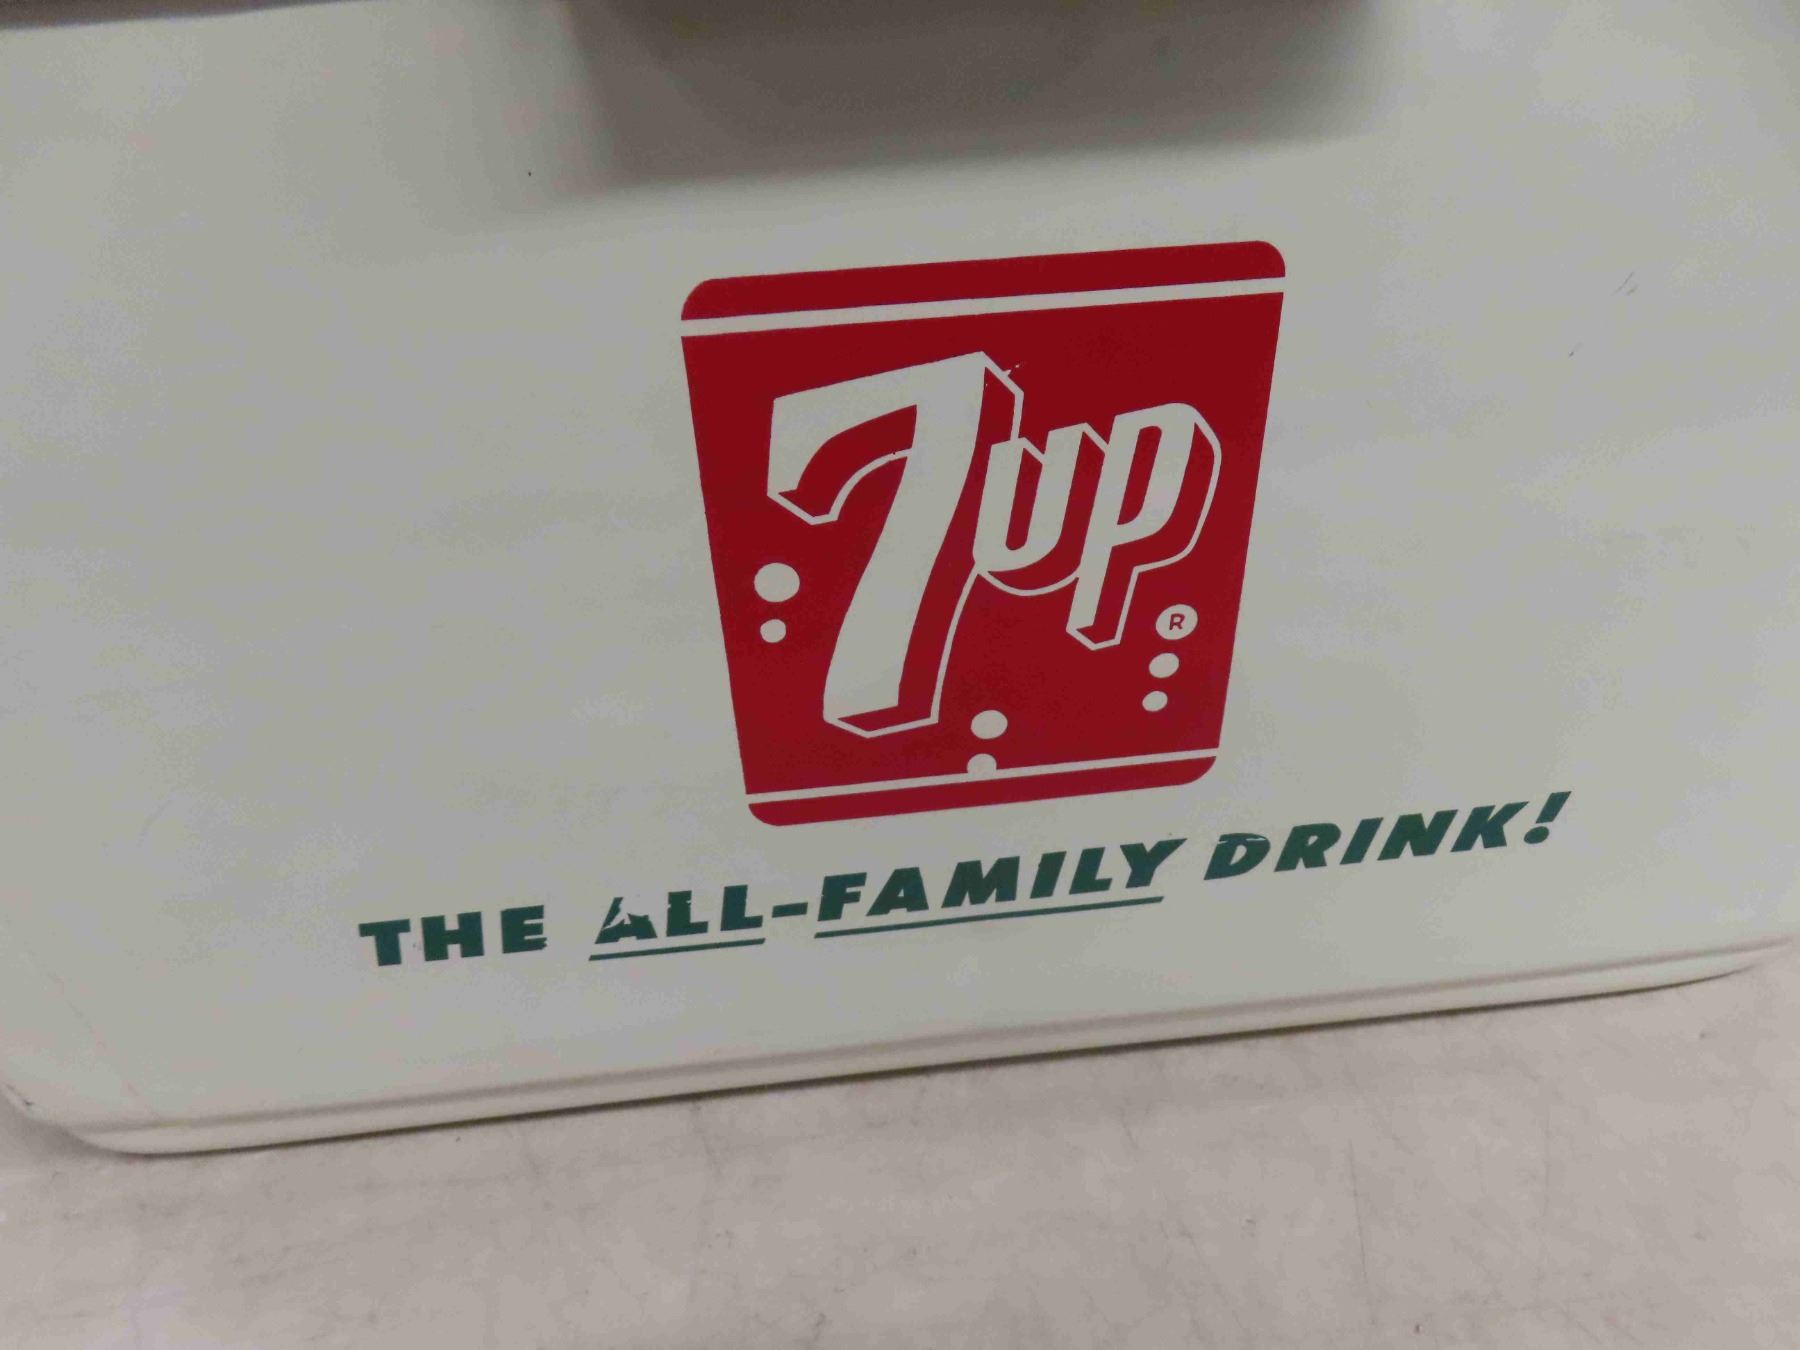 7up
R
THE ALL-FAMILY DRINK!